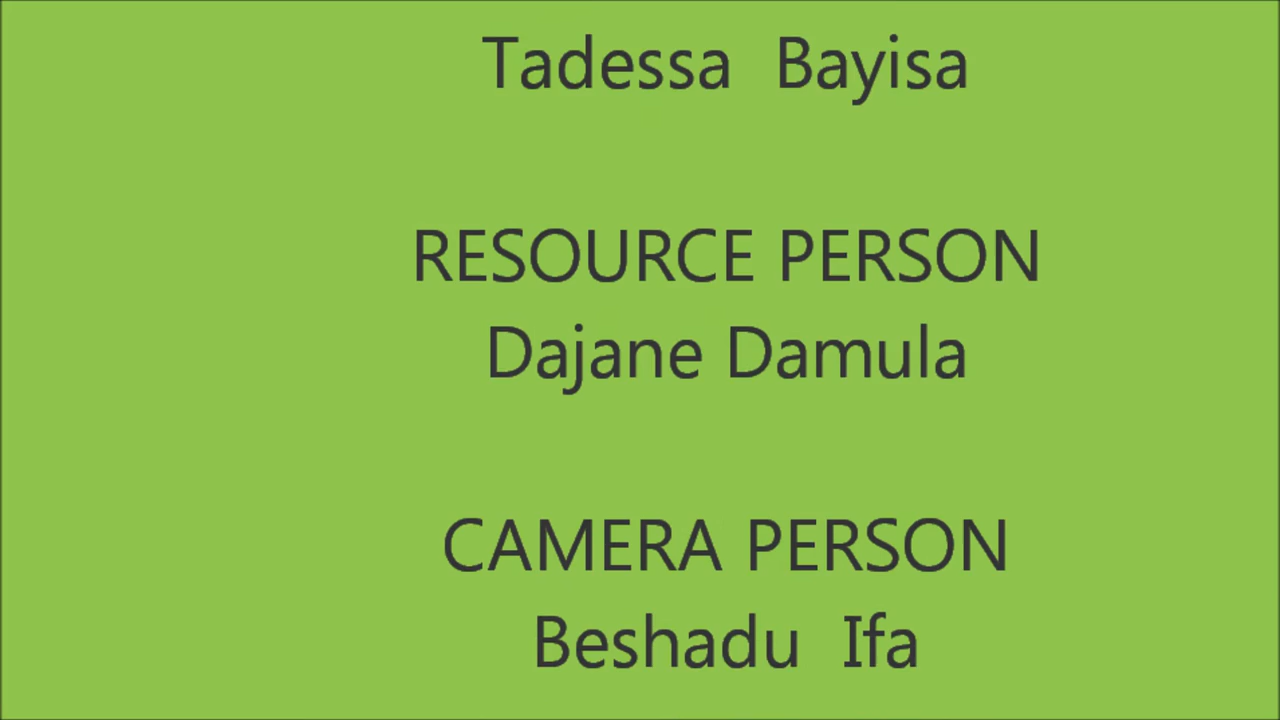 Tadessa  Bayisa
RESOURCE PERSON
Dajane Damula
CAMERA PERSON
Beshadu  Ifa